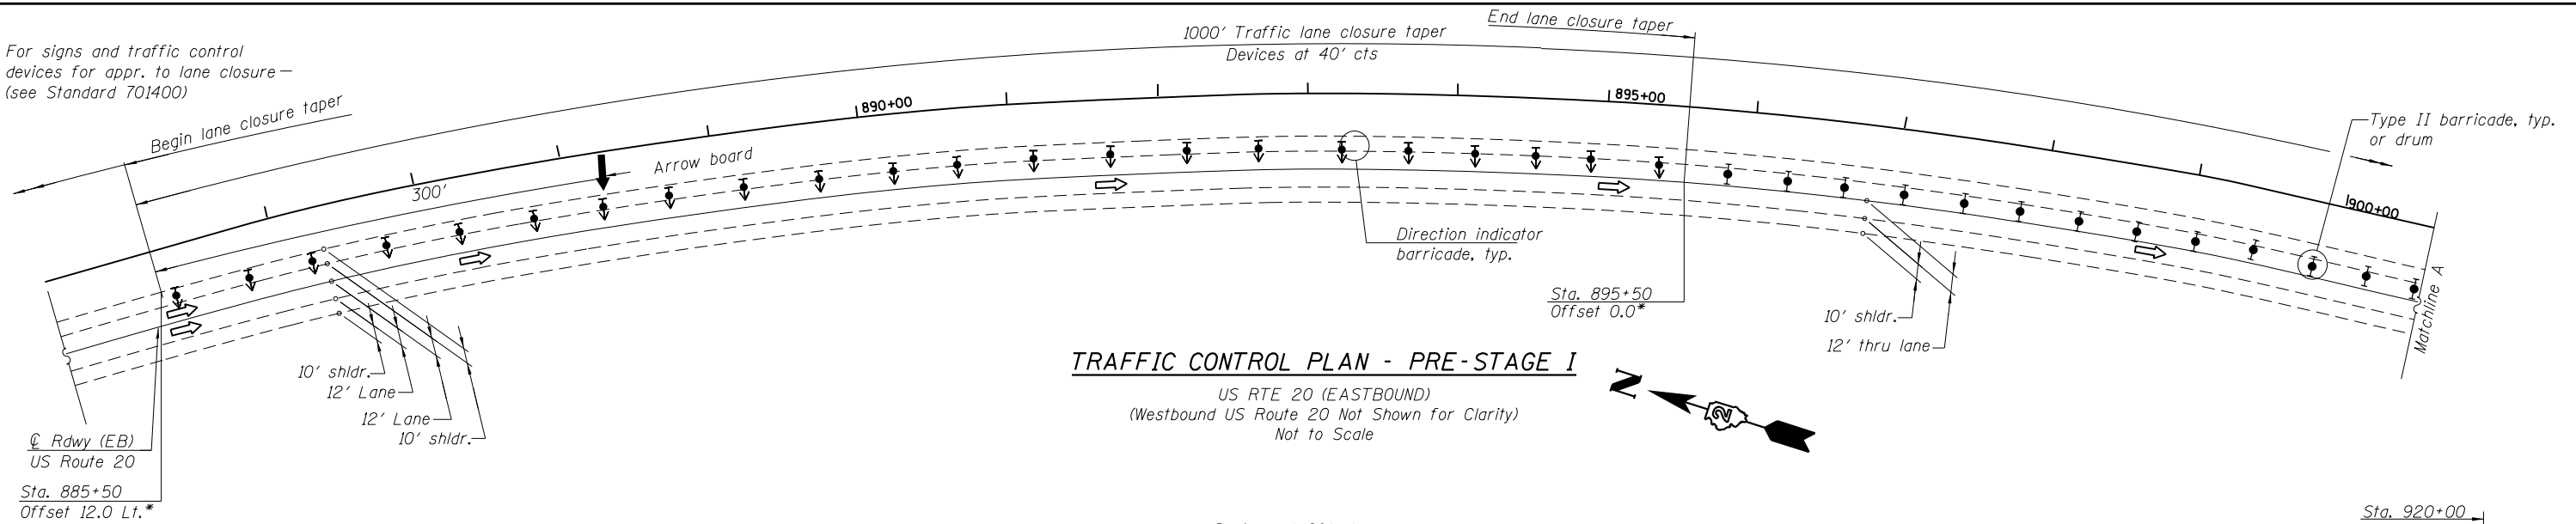 For signs and traffic control
devices for appr. to lane closure
(see Standard 701400)
Begin lane closure taper
1000' Traffic lane closure taper
Devices at 40' cts
End lane closure taper
300'
Arrow board
890+00
895+00
900+00
Type II barricade, typ.
or drum
Direction indicator
barricade, typ.
Sta. 895+50
Offset 0.0*
10' shldr.
12' thru lane
Matchline A
10' shldr.
12' Lane
12' Lane
10' shldr.
℄ Rdwy (EB)
US Route 20
Sta. 885+50
Offset 12.0 Lt.*
TRAFFIC CONTROL PLAN - PRE-STAGE I
US RTE 20 (EASTBOUND)
(Westbound US Route 20 Not Shown for Clarity)
Not to Scale
N
2
Sta. 920+00